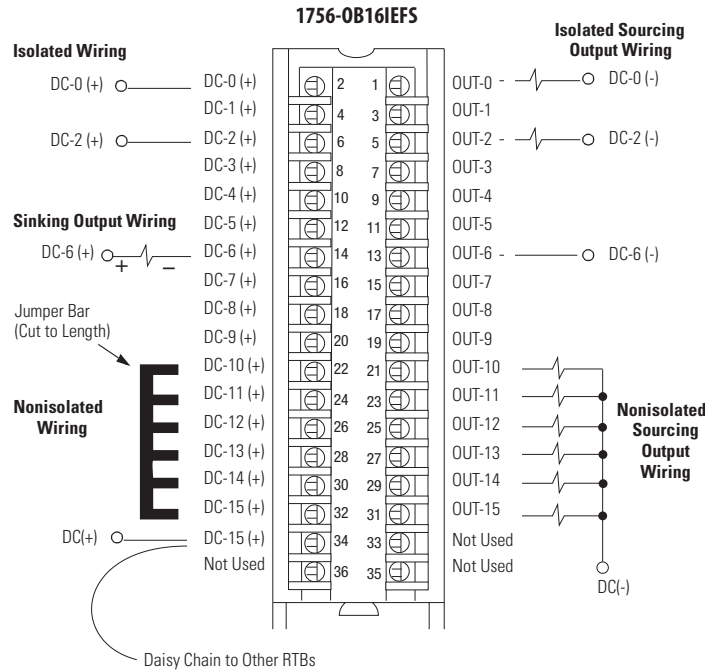 1756-OB16IEFS
Isolated Wiring
Isolated Sourcing
Output Wiring
DC-0 (+) DC-0 (+) 2 1 OUT-0 - DC-0 (-)
DC-1 (+) 4 3 OUT-1
DC-2 (+) DC-2 (+) 6 5 OUT-2 - DC-2 (-)
DC-3 (+) 8 7 OUT-3
DC-4 (+) 10 9 OUT-4
Sinking Output Wiring
DC-5 (+) 12 11 OUT-5
DC-6 (+) + – DC-6 (+) 14 13 OUT-6 - DC-6 (-)
DC-7 (+) 16 15 OUT-7
Jumper Bar
(Cut to Length)
DC-8 (+) 18 17 OUT-8
DC-9 (+) 20 19 OUT-9
DC-10 (+) 22 21 OUT-10
DC-11 (+) 24 23 OUT-11
Nonisolated
Wiring
DC-12 (+) 26 25 OUT-12
Nonisolated
Sourcing
Output
Wiring
DC-13 (+) 28 27 OUT-13
DC-14 (+) 30 29 OUT-14
DC-15 (+) 32 31 OUT-15
DC(+) DC-15 (+) 34 33 Not Used
Not Used 36 35 Not Used
DC(-)
Daisy Chain to Other RTBs